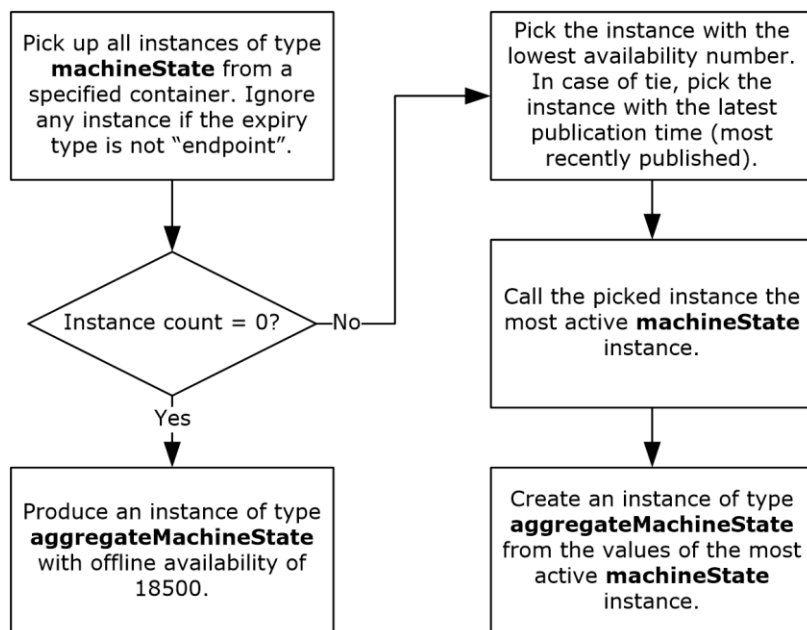 Pick up all instances of type
machineState from a
specified container. Ignore
any instance if the expiry
type is not “endpoint”.
Instance count = 0?
No
Yes
Produce an instance of type
aggregateMachineState
with offline availability of
18500.
Pick the instance with the
lowest availability number.
In case of tie, pick the
instance with the latest
publication time (most
recently published).
Call the picked instance the
most active machineState
instance.
Create an instance of type
aggregateMachineState
from the values of the most
active machineState
instance.